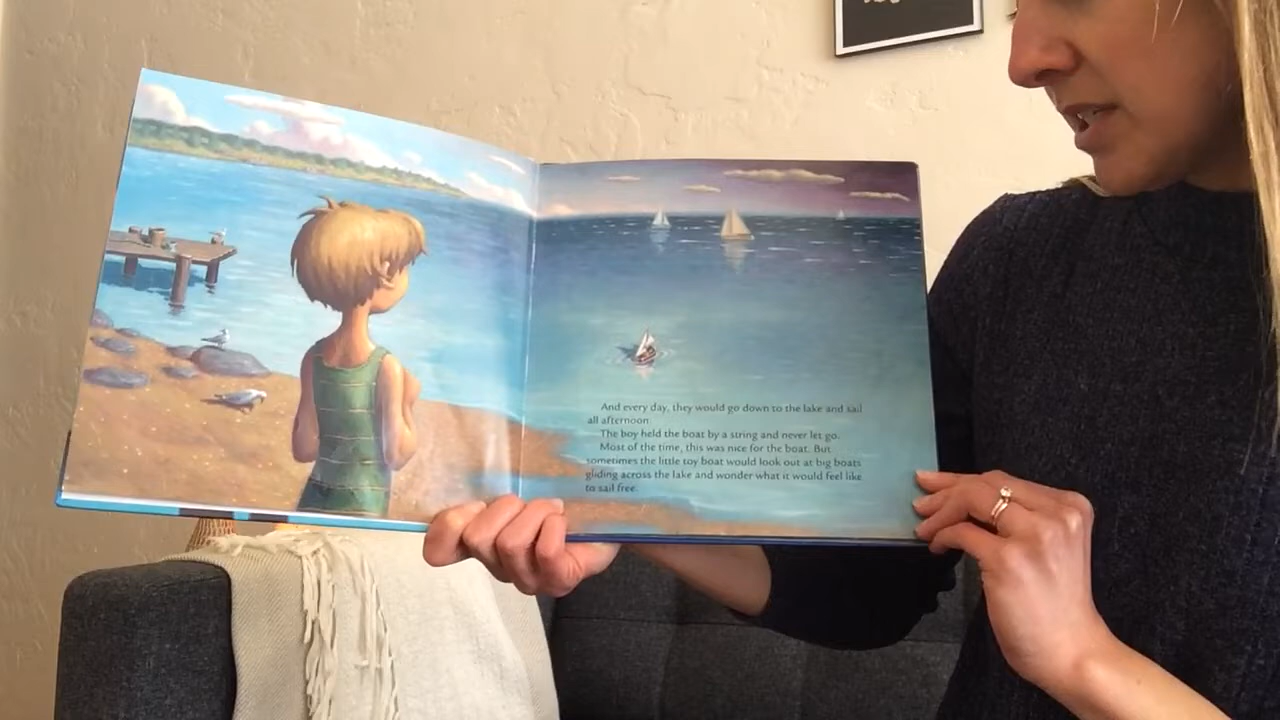 And every day, they would go down to the lake and sail
all afternoon.
The boy held the boat by a string and never let go.
Most of the time, this was nice for the boat. But
sometimes the little toy boat would look out at big boats
gliding across the lake and wonder what it would feel like
to sail free.